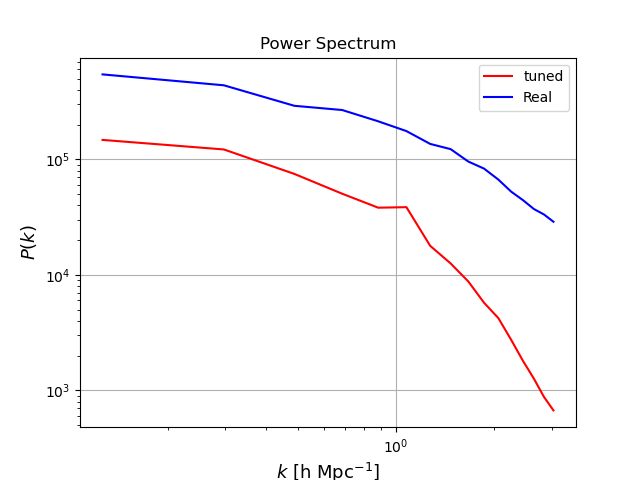 Power Spectrum
tuned
Real
10⁵
10⁴
10³
P(k)
10⁰
k [h Mpc⁻¹]